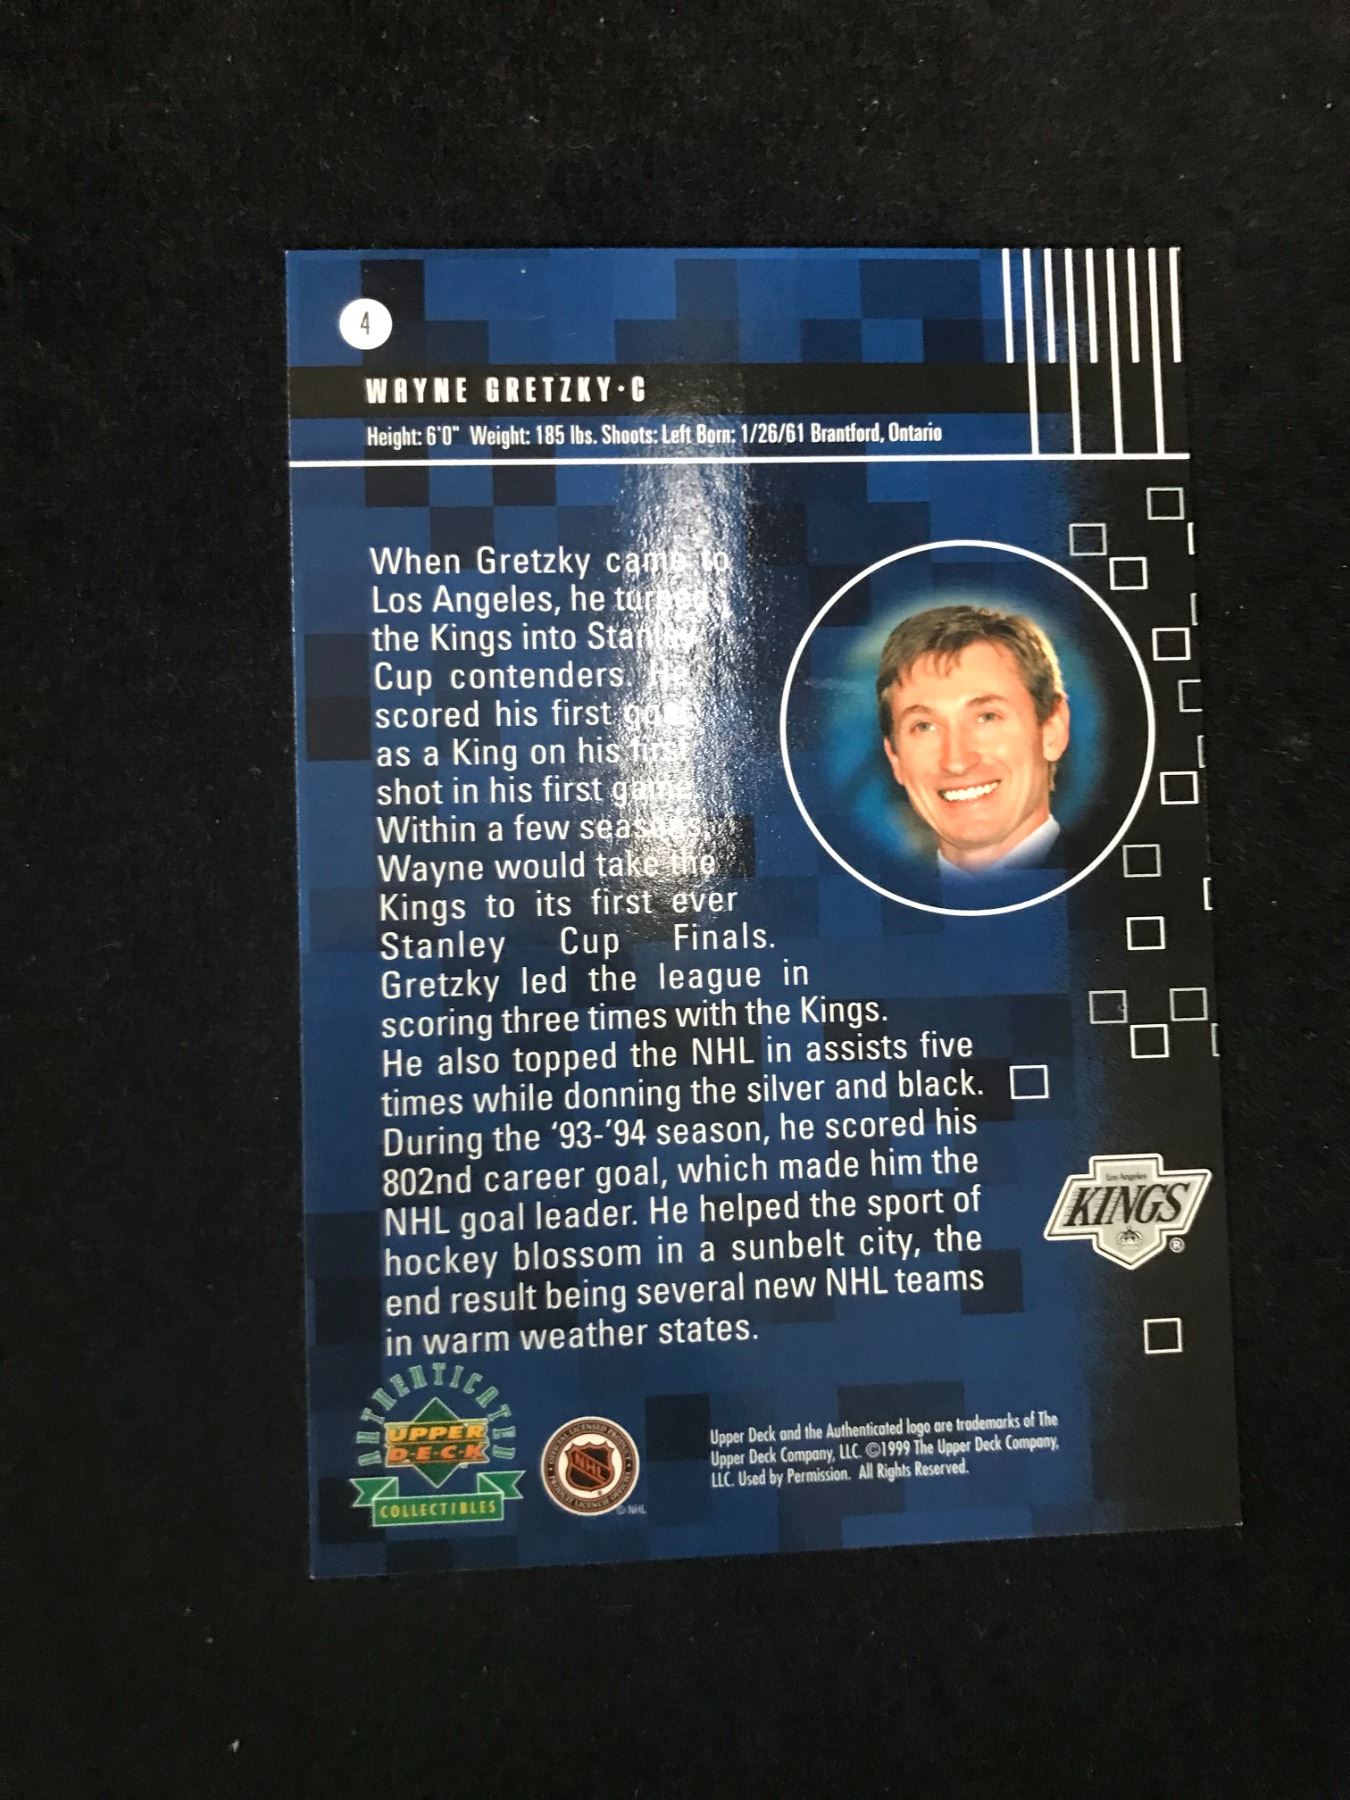 4
WAYNE GRETZKY·C
Height: 6'0" Weight: 185 lbs. Shoots: Left Born: 1/26/61 Brantford, Ontario
When Gretzky came to
Los Angeles, he turned
the Kings into Stanley
Cup contenders. He
scored his first goal
as a King on his first
shot in his first game.
Within a few seasons,
Wayne would take the
Kings to its first ever
Stanley Cup Finals.
Gretzky led the league in
scoring three times with the Kings.
He also topped the NHL in assists five
times while donning the silver and black.
During the ‘93-’94 season, he scored his
802nd career goal, which made him the
NHL goal leader. He helped the sport of
hockey blossom in a sunbelt city, the
end result being several new NHL teams
in warm weather states.
Los Angeles
KINGS
®
AUTHENTICATED
UPPER
D·E·C·K
COLLECTIBLES
NHL
© NHL
Upper Deck and the Authenticated logo are trademarks of The
Upper Deck Company, LLC. ©1999 The Upper Deck Company,
LLC. Used by Permission. All Rights Reserved.